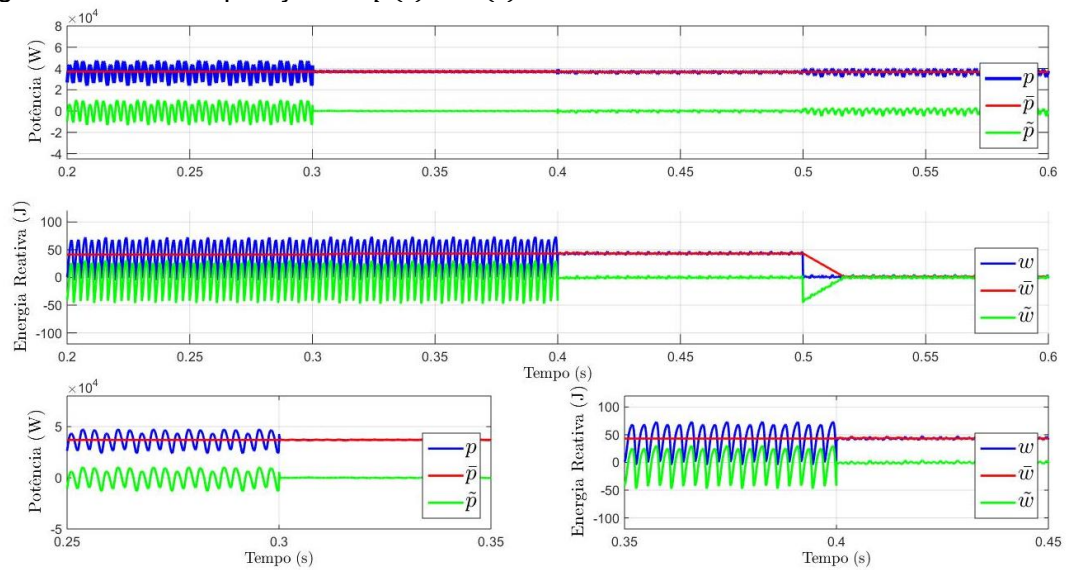 ×10⁴
Potência (W)
8
6
4
2
0
-2
-4
0.2
0.25
0.3
0.35
0.4
0.45
0.5
0.55
0.6
p
p̄
p̃
Energia Reativa (J)
100
50
0
-50
-100
0.2
0.25
0.3
0.35
0.4
0.45
0.5
0.55
0.6
Tempo (s)
w
w̄
w̃
×10⁴
Potência (W)
5
0
-5
0.25
0.3
0.35
Tempo (s)
p
p̄
p̃
Energia Reativa (J)
100
50
0
-50
-100
0.35
0.4
0.45
Tempo (s)
w
w̄
w̃